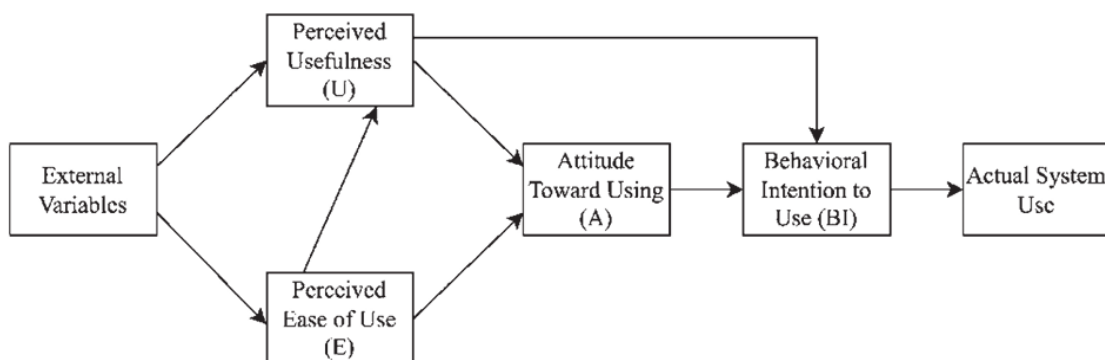 Perceived
Usefulness
(U)
External
Variables
Attitude
Toward Using
(A)
Behavioral
Intention to
Use (BI)
Actual System
Use
Perceived
Ease of Use
(E)